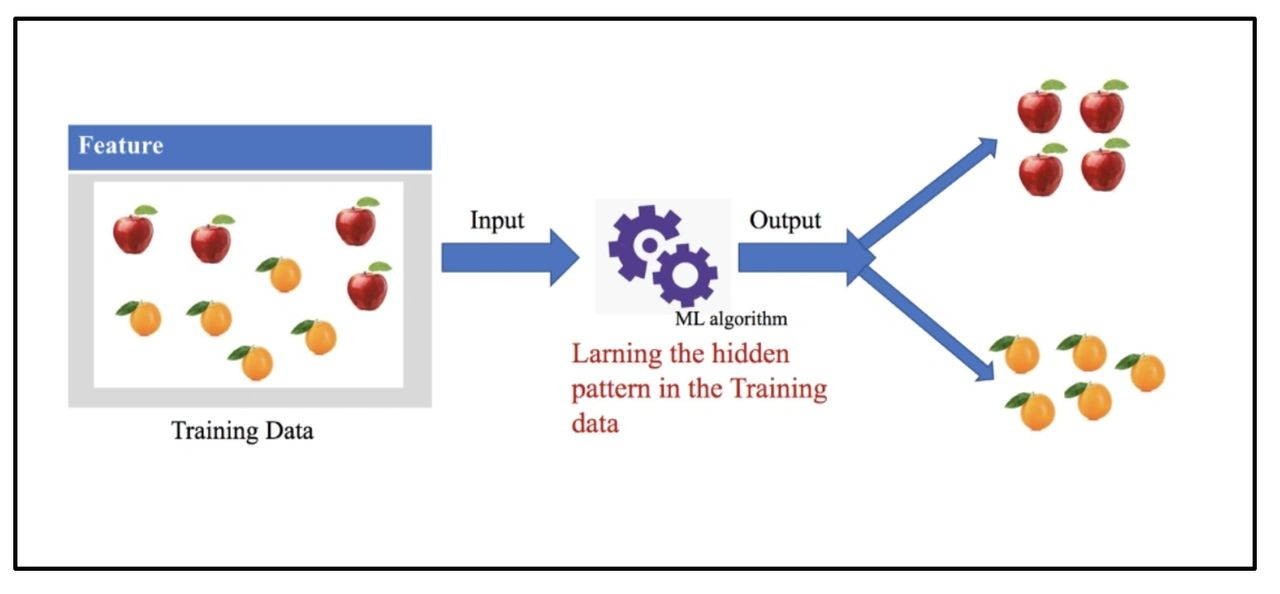 Feature
Training Data
Input
ML algorithm
Larning the hidden
pattern in the Training
data
Output